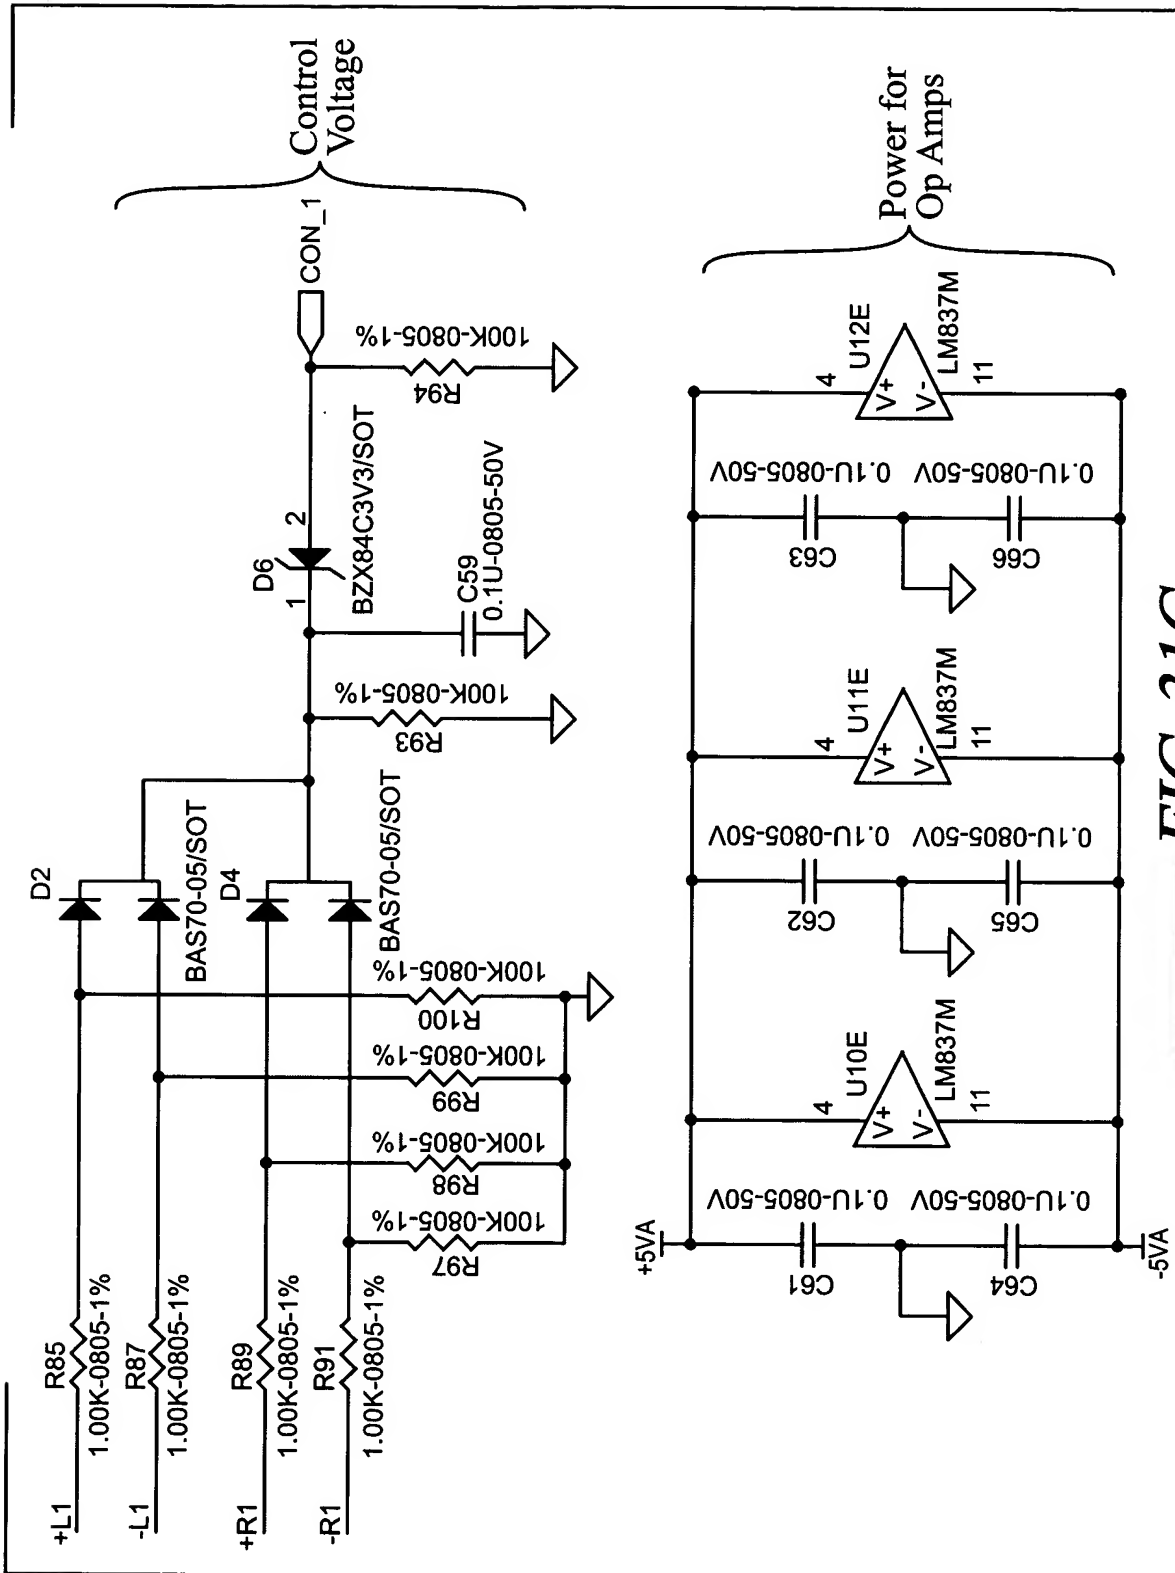 +L1
R85
1.00K-0805-1%
-L1
R87
1.00K-0805-1%
+R1
R89
1.00K-0805-1%
-R1
R91
1.00K-0805-1%
R97
100K-0805-1%
R98
100K-0805-1%
R99
100K-0805-1%
R100
100K-0805-1%
D2
BAS70-05/SOT
D4
BAS70-05/SOT
R93
100K-0805-1%
C59
0.1U-0805-50V
D6
1
2
BZX84C3V3/SOT
R94
100K-0805-1%
CON_1
Control
Voltage
+5VA
-5VA
C61
0.1U-0805-50V
C64
0.1U-0805-50V
4
U10E
V+
V-
LM837M
11
C62
0.1U-0805-50V
C65
0.1U-0805-50V
4
U11E
V+
V-
LM837M
11
C63
0.1U-0805-50V
C66
0.1U-0805-50V
4
U12E
V+
V-
LM837M
11
Power for
Op Amps